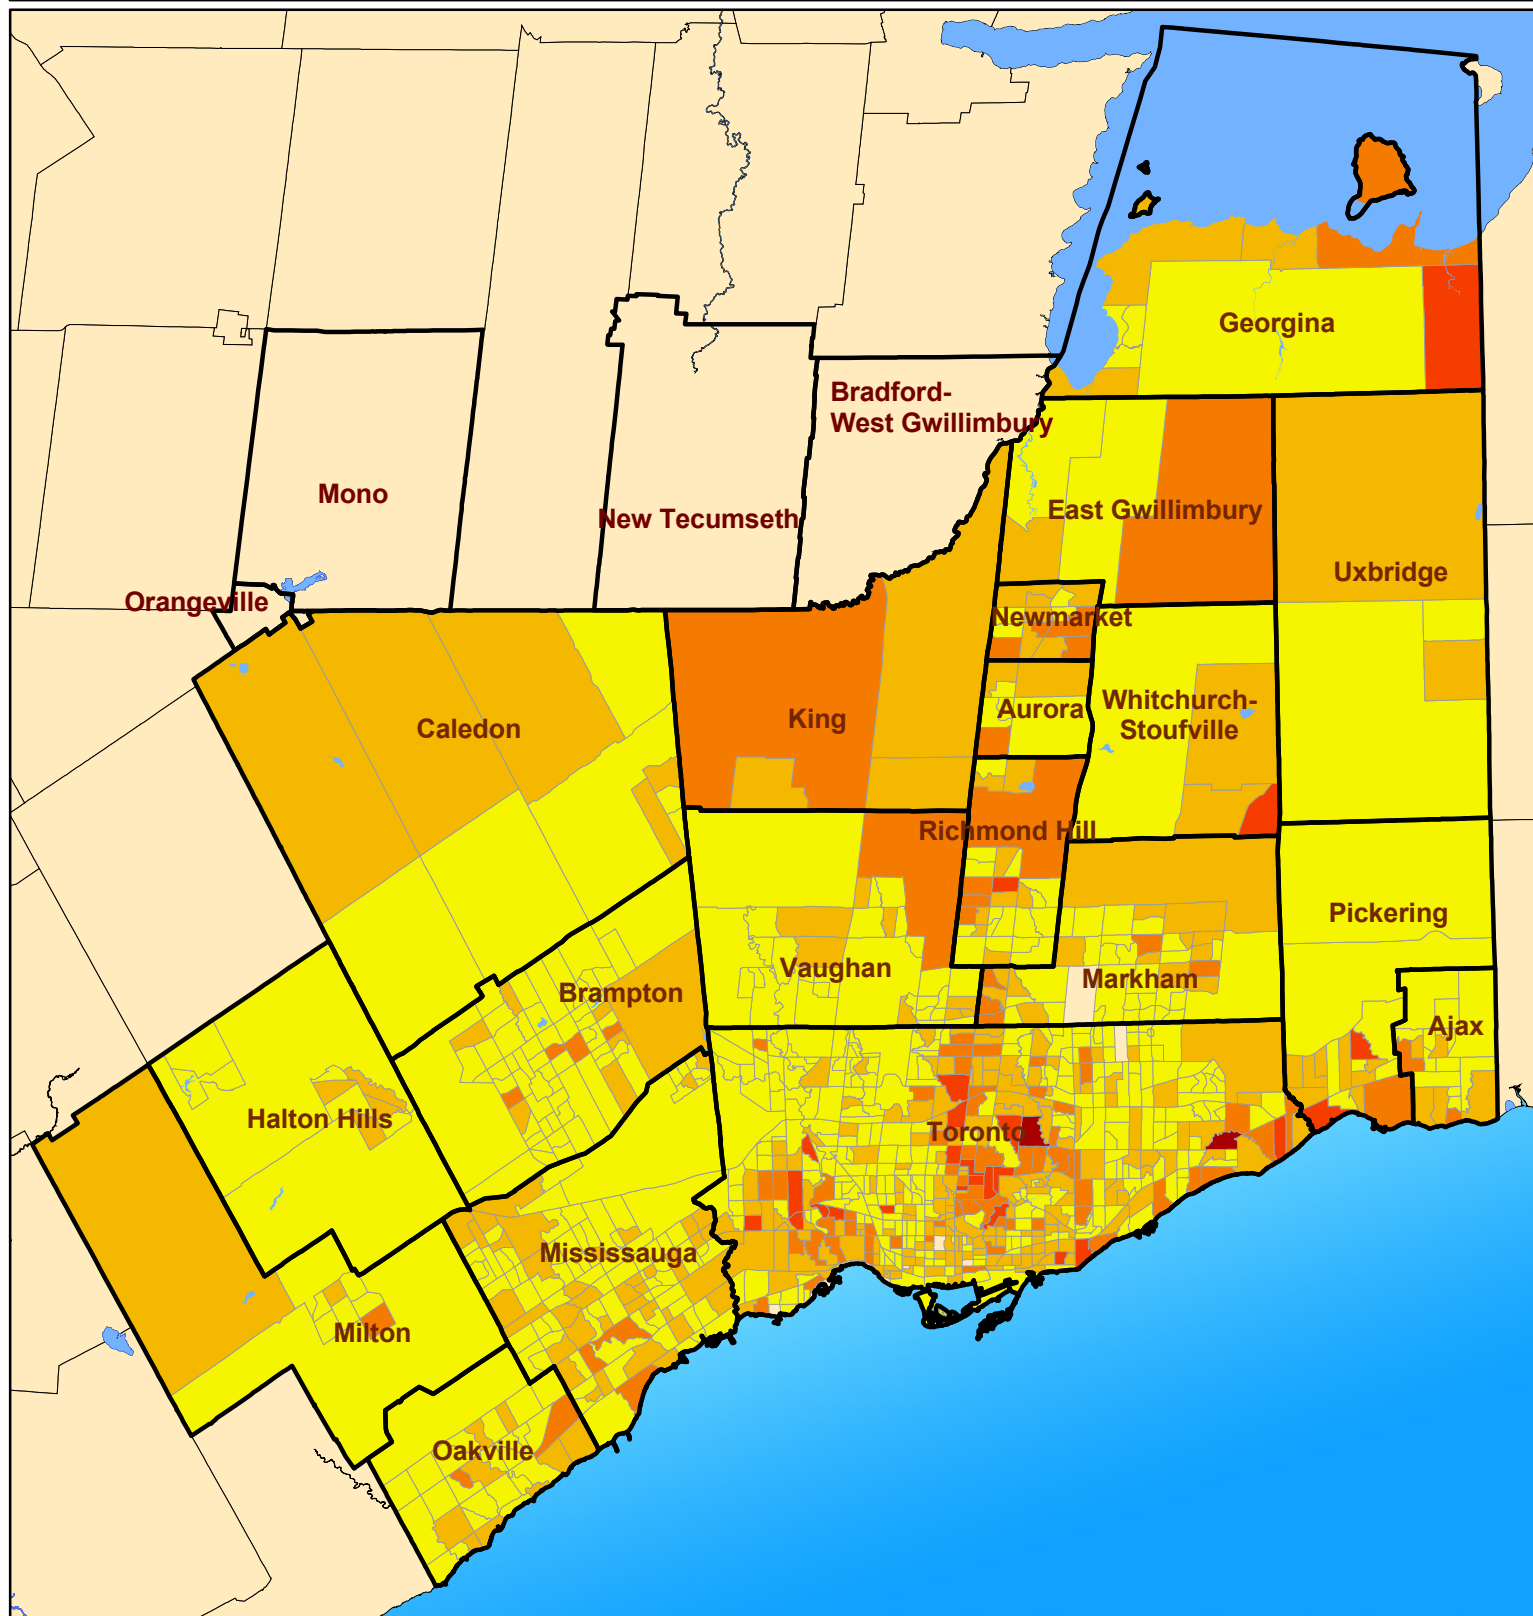 Georgina
Bradford-
West Gwillimbury
Mono
New Tecumseth
East Gwillimbury
Uxbridge
Orangeville
Newmarket
Caledon
King
Aurora
Whitchurch-
Stoufville
Richmond Hill
Pickering
Vaughan
Markham
Brampton
Ajax
Halton Hills
Toronto
Mississauga
Milton
Oakville